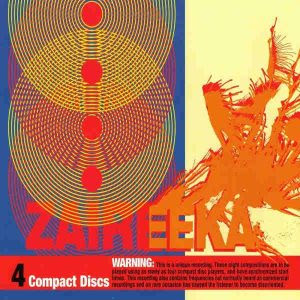 ZAIREEKA
4 Compact Discs
WARNING: This is a unique recording. These eight compositions are to be
played using as many as four compact disc players, and have synchronized start
times. This recording also contains frequencies not normally heard on commercial
recordings and on rare occasion has caused the listener to become disoriented.